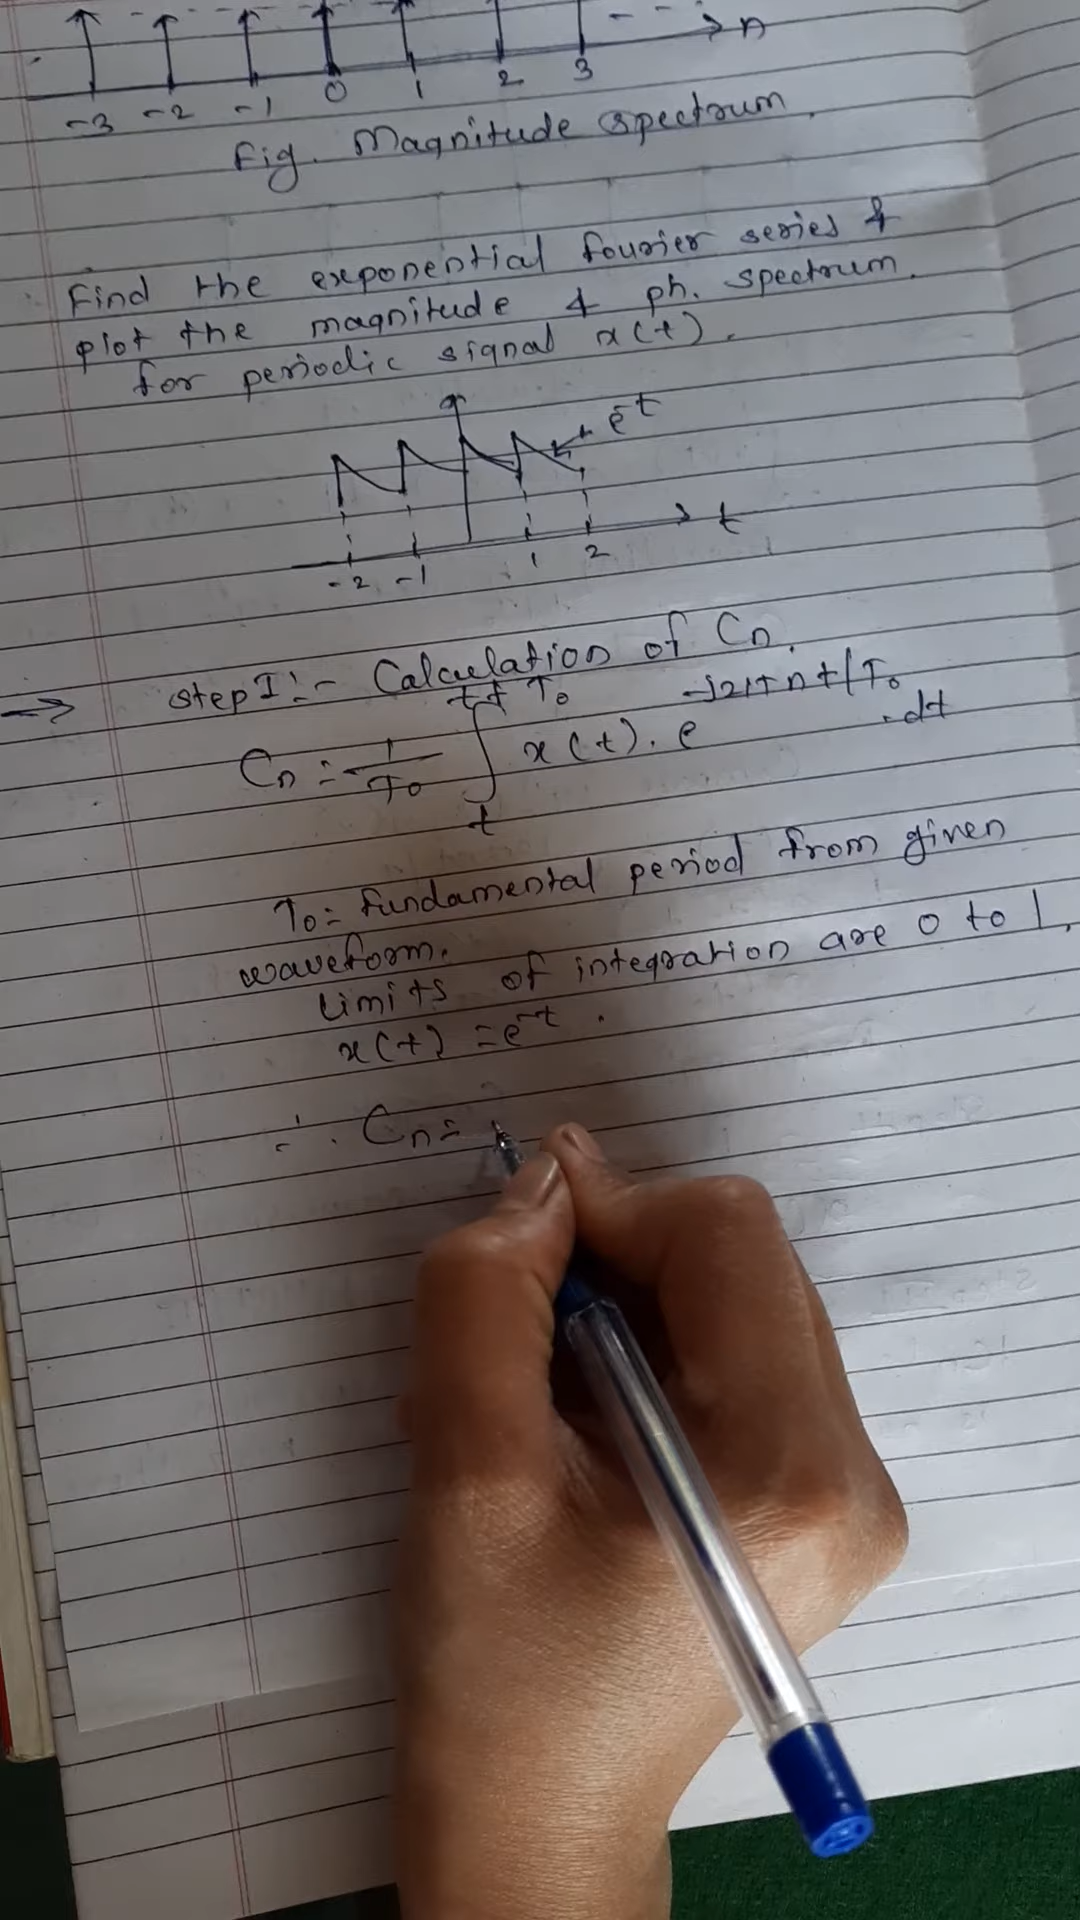 n
-3 -2 -1 0 1 2 3
Fig. Magnitude spectrum.
Find the exponential fourier series &
plot the magnitude & ph. spectrum.
for periodic signal x(t).
e^-t
t
-2 -1 1 2
Step I :- Calculation of Cn.
Cn = 1/T0 ∫_t^{t+T0} x(t). e^{-j2πnt/T0} .dt
T0 = fundamental period from given
waveform.
limits of integration are 0 to 1.
x(t) = e^-t .
∴ Cn =